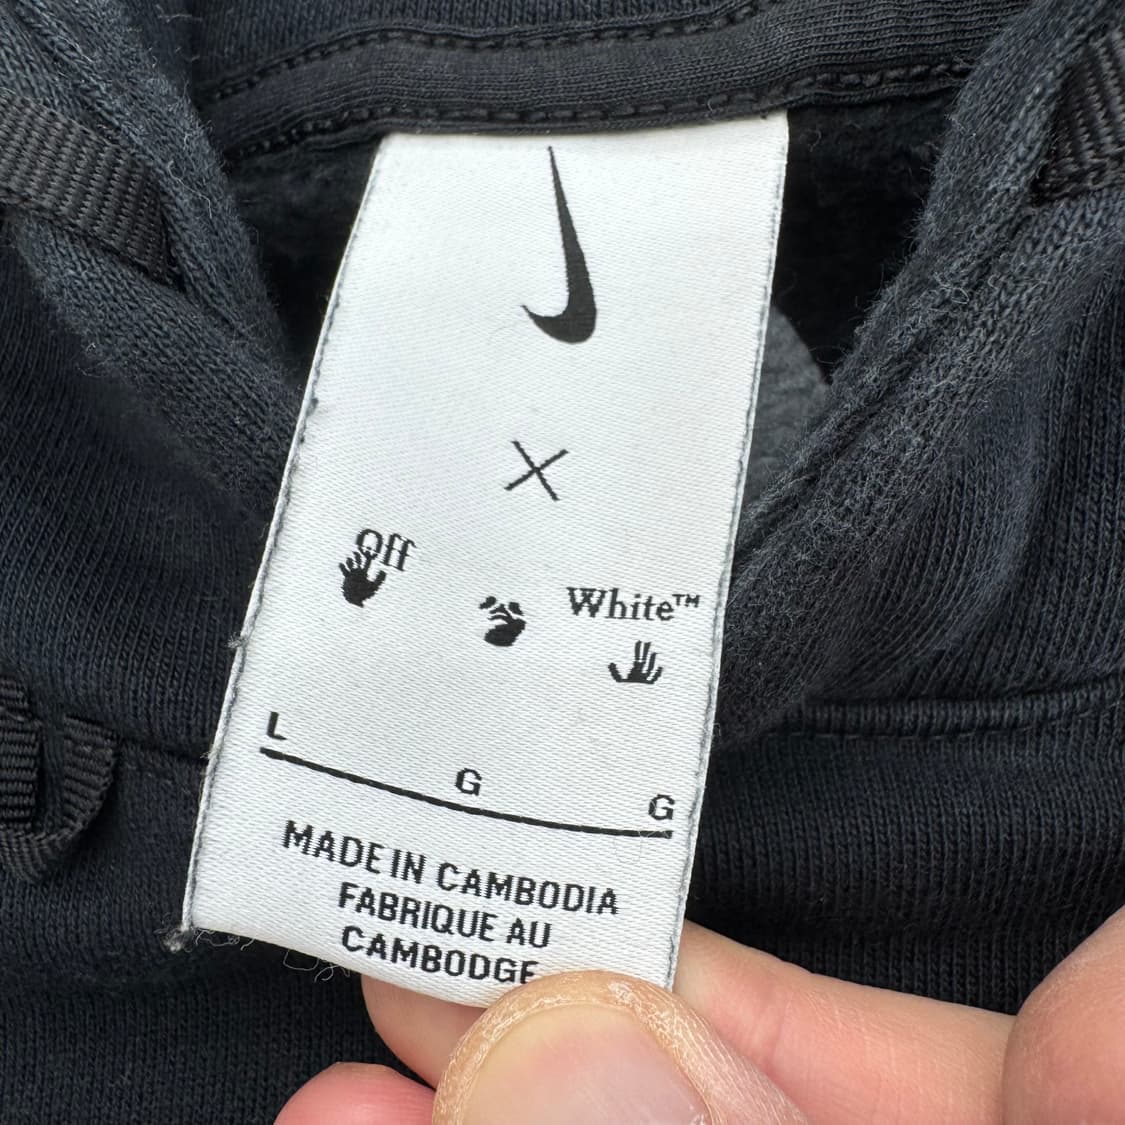 ×
Off
White™
L G G
MADE IN CAMBODIA
FABRIQUE AU
CAMBODGE